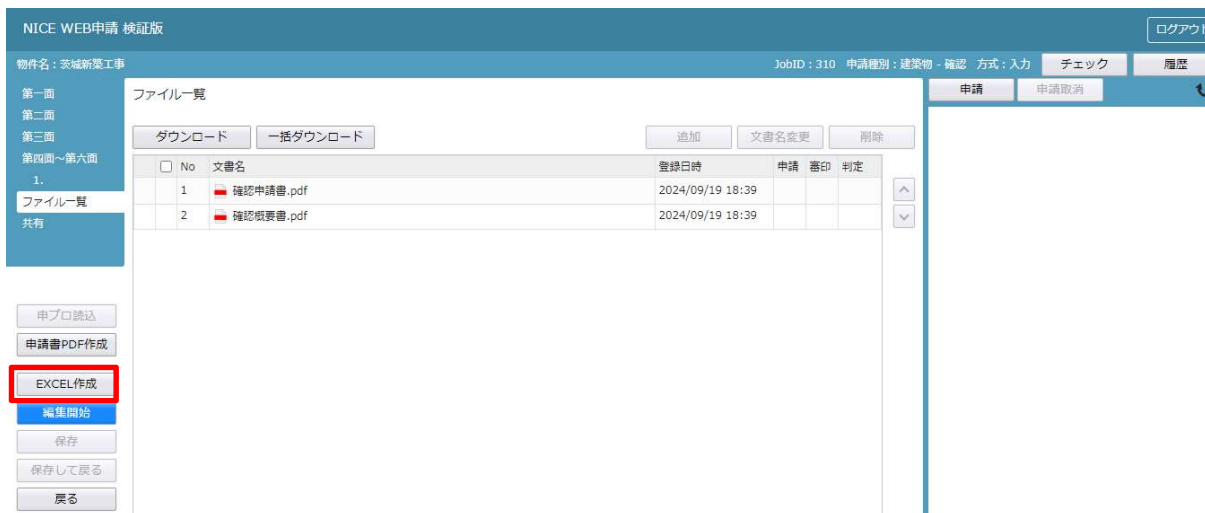 NICE WEB申請 検証版
ログアウト
物件名：茨城新築工事
JobID：310 申請種別：建築物 - 確認 方式：入力
チェック
履歴
第一面
第二面
第三面
第四面～第六面
1.
ファイル一覧
共有
ファイル一覧
申請
申請取消
ダウンロード
一括ダウンロード
追加
文書名変更
削除
No 文書名 登録日時 申請 審印 判定
1 確認申請書.pdf 2024/09/19 18:39
2 確認概要書.pdf 2024/09/19 18:39
申プロ読込
申請書PDF作成
EXCEL作成
編集開始
保存
保存して戻る
戻る